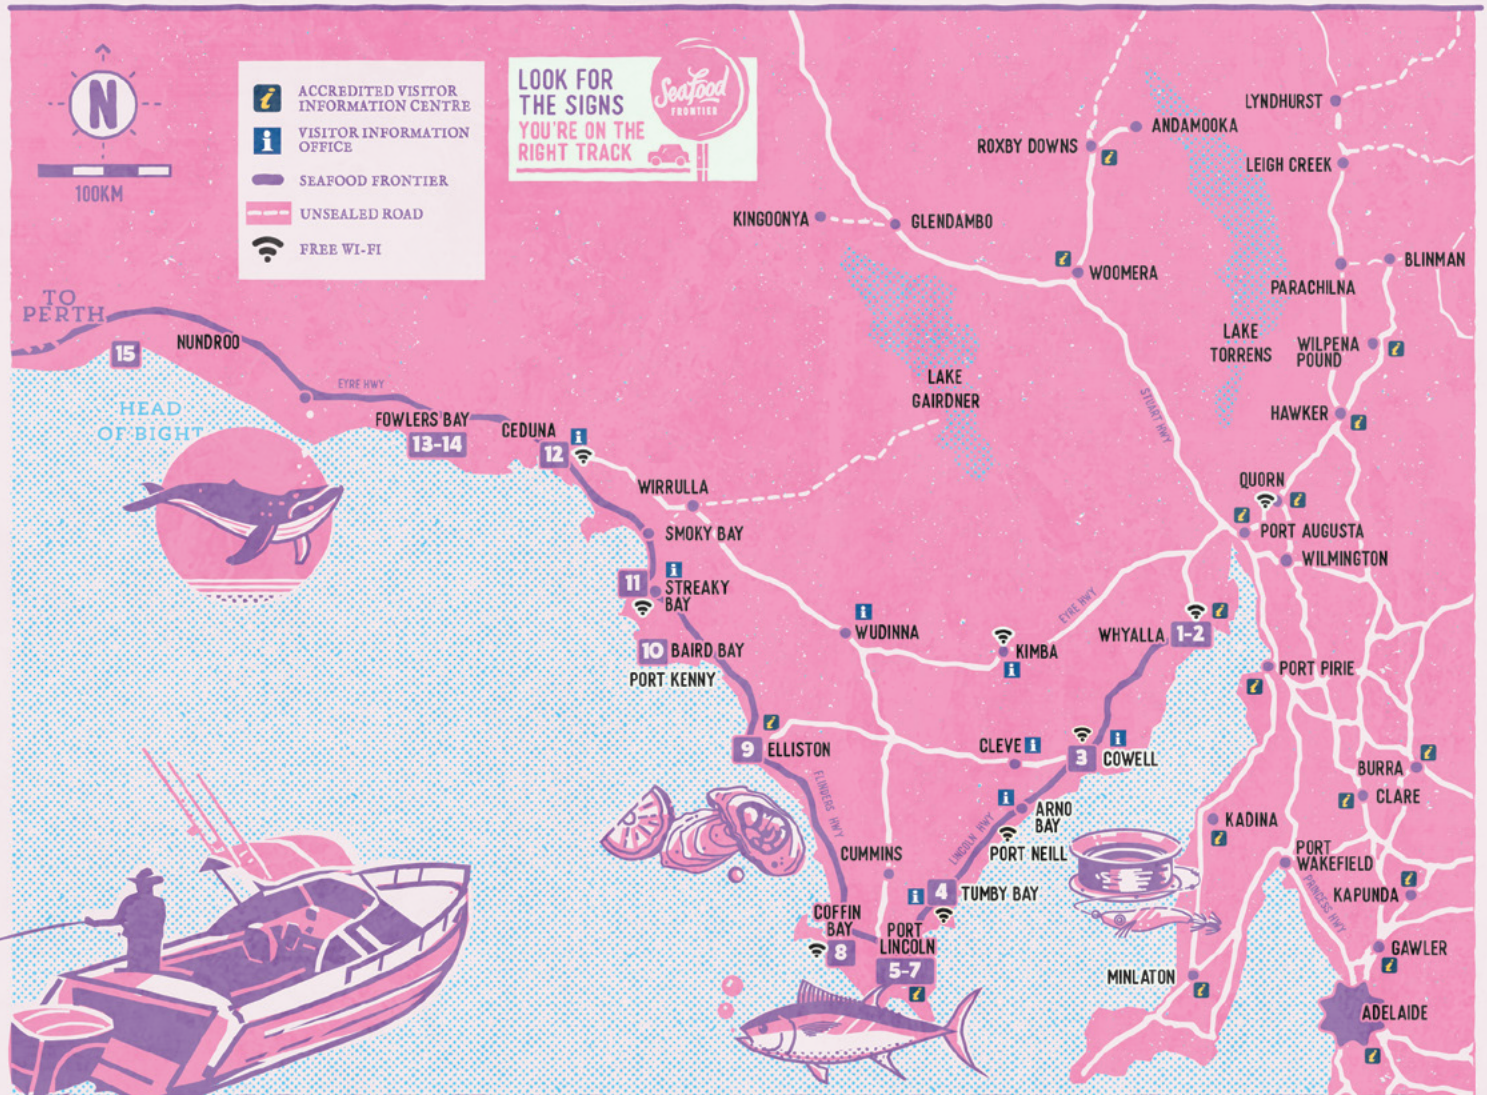 N
100KM
ACCREDITED VISITOR
INFORMATION CENTRE
VISITOR INFORMATION
OFFICE
SEAFOOD FRONTIER
UNSEALED ROAD
FREE WI-FI
LOOK FOR
THE SIGNS
YOU'RE ON THE
RIGHT TRACK
Seafood
FRONTIER
LYNDHURST
ANDAMOOKA
ROXBY DOWNS
LEIGH CREEK
KINGOONYA
GLENDAMBO
WOOMERA
BLINMAN
PARACHILNA
TO
PERTH
15
NUNDROO
LAKE
TORRENS
WILPENA
POUND
EYRE HWY
HEAD
OF BIGHT
LAKE
GAIRDNER
STUART HWY
HAWKER
FOWLERS BAY
13-14
CEDUNA
12
WIRRULLA
QUORN
SMOKY BAY
PORT AUGUSTA
WILMINGTON
11
STREAKY
BAY
EYRE HWY
WUDINNA
KIMBA
WHYALLA
1-2
10
BAIRD BAY
PORT KENNY
PORT PIRIE
9
ELLISTON
CLEVE
3
COWELL
BURRA
CLARE
FLINDERS HWY
ARNO
BAY
KADINA
LINCOLN HWY
PORT NEILL
CUMMINS
PORT
WAKEFIELD
4
TUMBY BAY
KAPUNDA
PRINCESS HWY
COFFIN
BAY
8
PORT
LINCOLN
5-7
GAWLER
MINLATON
ADELAIDE